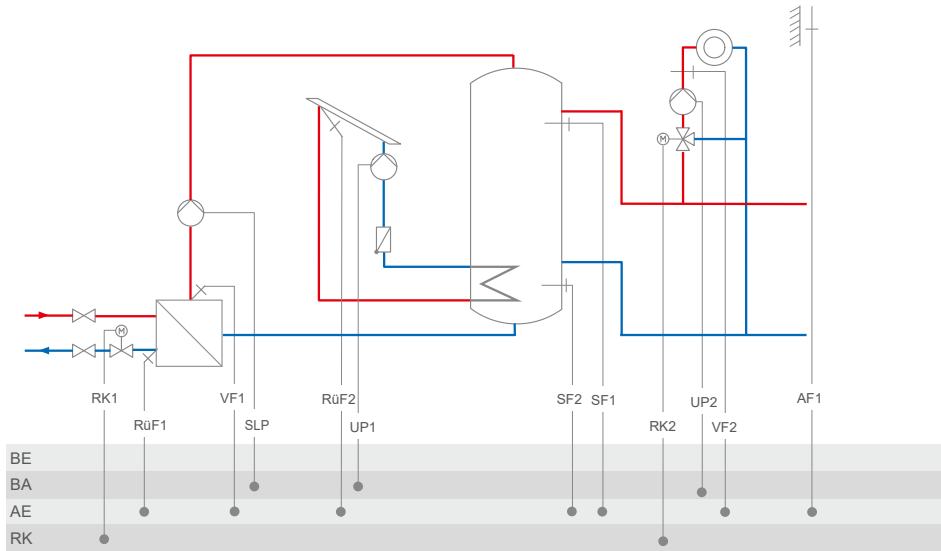 M
M
RK1
VF1
RüF2
SF2
SF1
UP2
AF1
RüF1
SLP
UP1
RK2
VF2
BE
BA
AE
RK